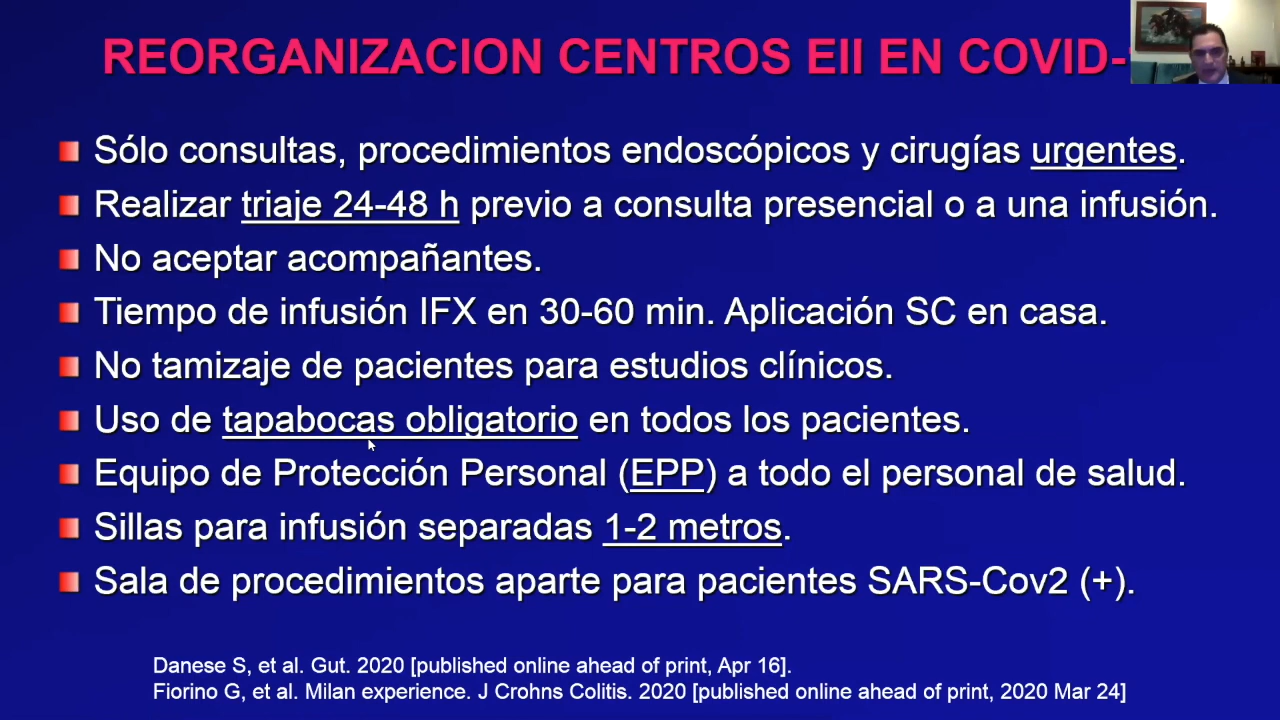 REORGANIZACION CENTROS EII EN COVID-
Sólo consultas, procedimientos endoscópicos y cirugías urgentes.
Realizar triaje 24-48 h previo a consulta presencial o a una infusión.
No aceptar acompañantes.
Tiempo de infusión IFX en 30-60 min. Aplicación SC en casa.
No tamizaje de pacientes para estudios clínicos.
Uso de tapabocas obligatorio en todos los pacientes.
Equipo de Protección Personal (EPP) a todo el personal de salud.
Sillas para infusión separadas 1-2 metros.
Sala de procedimientos aparte para pacientes SARS-Cov2 (+).
Danese S, et al. Gut. 2020 [published online ahead of print, Apr 16].
Fiorino G, et al. Milan experience. J Crohns Colitis. 2020 [published online ahead of print, 2020 Mar 24]